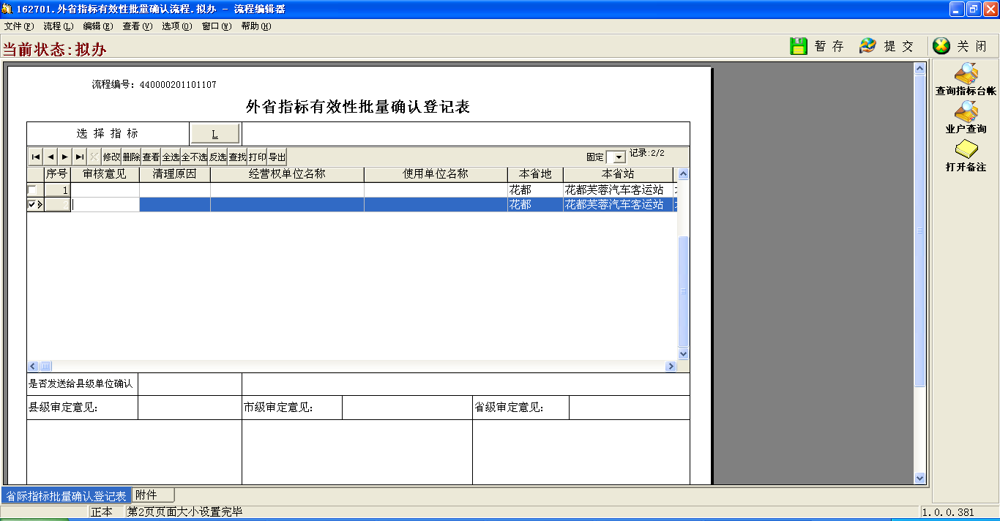 162701.外省指标有效性批量确认流程.拟办 - 流程编辑器
文件(F) 流程(L) 编辑(E) 查看(V) 选项(O) 窗口(W) 帮助(H)
当前状态:拟办
暂存 提交 关闭
查询指标台帐
业户查询
打开备注
流程编号: 440000201101107
外省指标有效性批量确认登记表
选择指标 L
修改 删除 查看 全选 全不选 反选 查找 打印 导出 固定 记录:2/2
序号 审核意见 清理原因 经营权单位名称 使用单位名称 本省地 本省站
1 花都 花都芙蓉汽车客运站
2 花都 花都芙蓉汽车客运站
是否发送给县级单位确认
县级审定意见: 市级审定意见: 省级审定意见:
省际指标批量确认登记表 附件
正本 第2页页面大小设置完毕 1.0.0.381